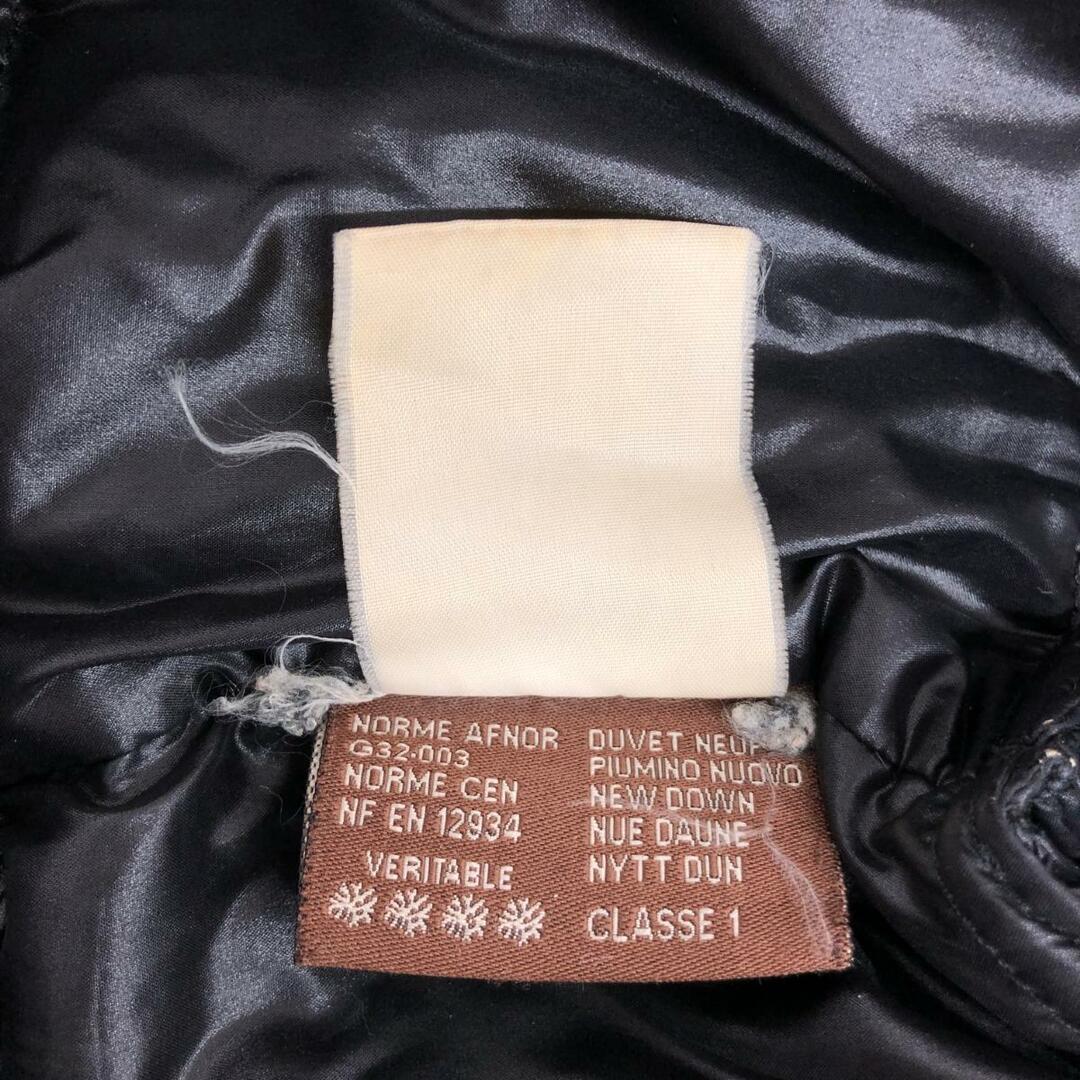 NORME AFNOR
G32-003
NORME CEN
NF EN 12934
VERITABLE
DUVET NEUF
PIUMINO NUOVO
NEW DOWN
NUE DAUNE
NYTT DUN
CLASSE 1